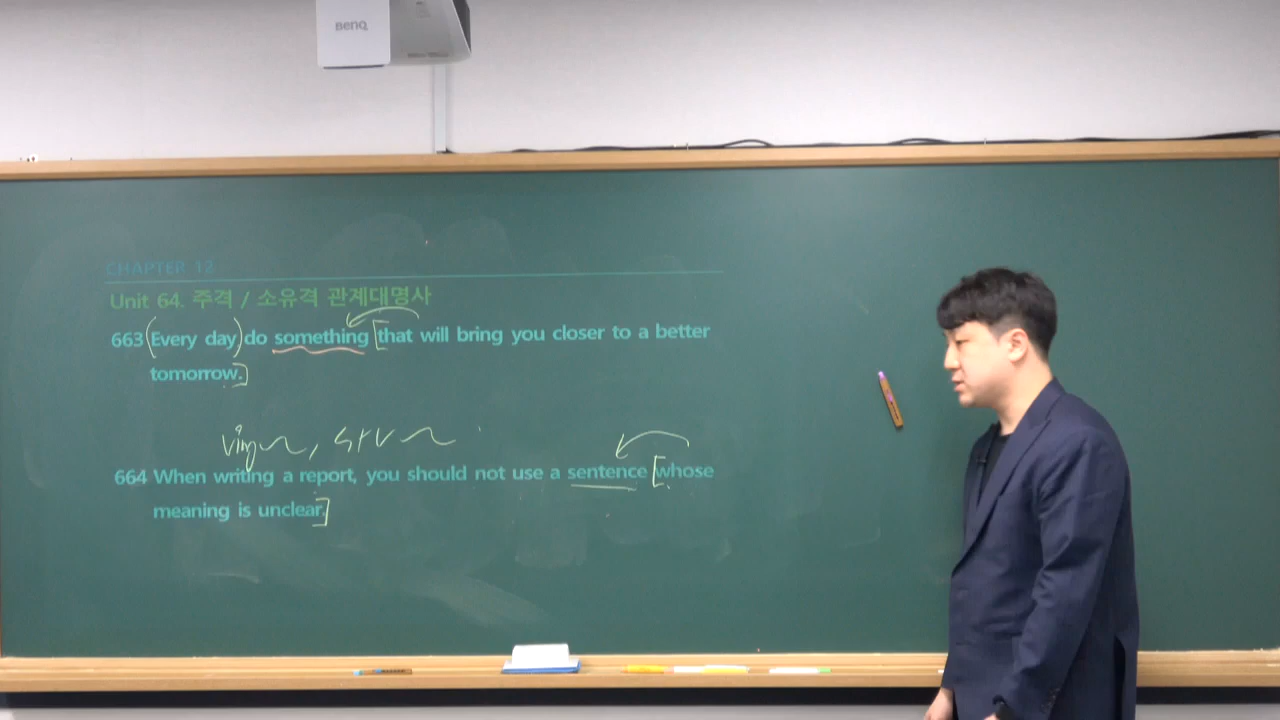 BenQ
CHAPTER 12
Unit 64. 주격 / 소유격 관계대명사
663 (Every day) do something [that will bring you closer to a better
tomorrow.]
Ving~, S+V~
664 When writing a report, you should not use a sentence [whose
meaning is unclear.]